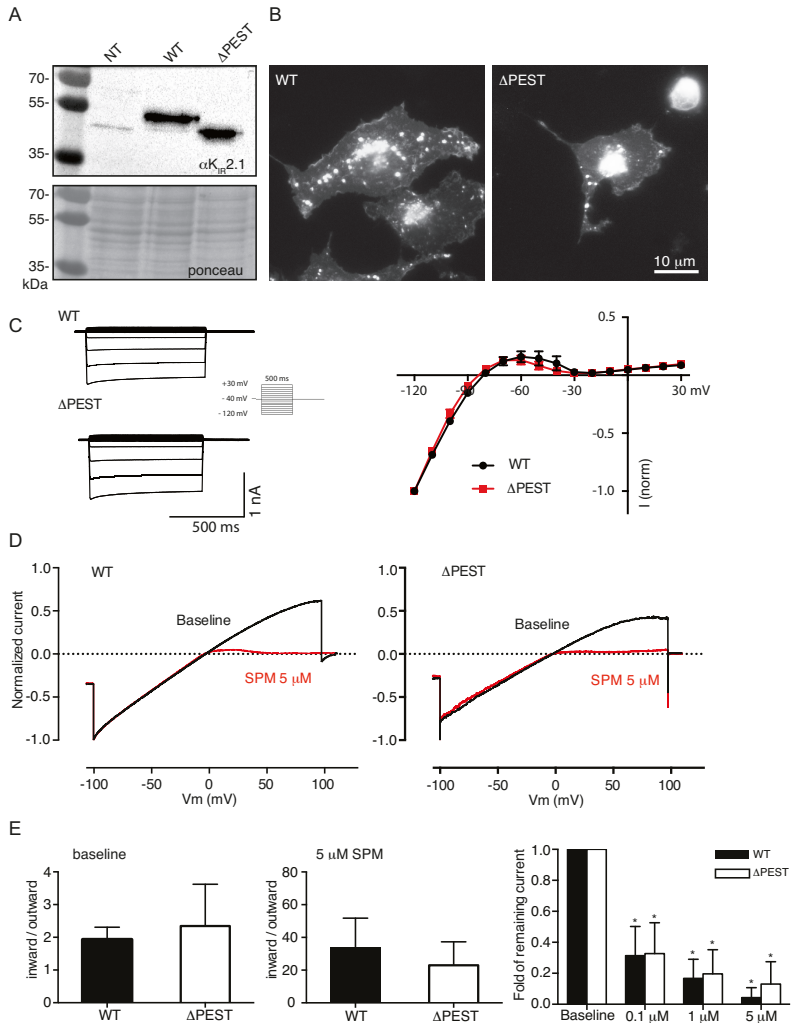 A
NT
WT
ΔPEST
70-
55-
35-
αK_IR2.1
70-
55-
35-
kDa
ponceau
B
WT
ΔPEST
10 μm
C
WT
ΔPEST
500 ms
+30 mV
- 40 mV
- 120 mV
1 nA
500 ms
0.5
-120
-90
-60
-30
30 mV
-0.5
-1.0
I (norm)
WT
ΔPEST
D
Normalized current
1.0
0.5
0.0
-0.5
-1.0
WT
Baseline
SPM 5 μM
-100
-50
0
50
100
Vm (mV)
1.0
0.5
0.0
-0.5
-1.0
ΔPEST
Baseline
SPM 5 μM
-100
-50
0
50
100
Vm (mV)
E
baseline
inward / outward
4
3
2
1
0
WT
ΔPEST
5 μM SPM
inward / outward
80
60
40
20
0
WT
ΔPEST
Fold of remaining current
1.0
0.8
0.6
0.4
0.2
0.0
WT
ΔPEST
* *
* *
* *
Baseline
0.1 μM
1 μM
5 μM